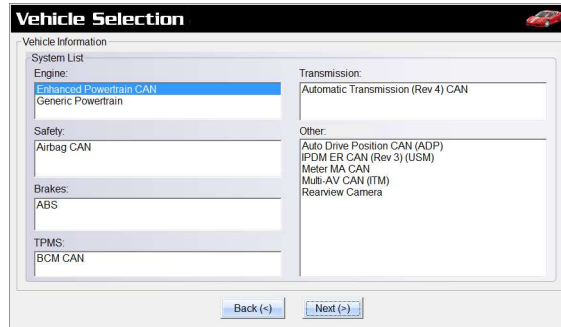 Vehicle Selection
Vehicle Information
System List
Engine:
Enhanced Powertrain CAN
Generic Powertrain
Safety:
Airbag CAN
Brakes:
ABS
TPMS:
BCM CAN
Transmission:
Automatic Transmission (Rev 4) CAN
Other:
Auto Drive Position CAN (ADP)
IPDM ER CAN (Rev 3) (USM)
Meter MA CAN
Multi-AV CAN (ITM)
Rearview Camera
Back (<)
Next (>)